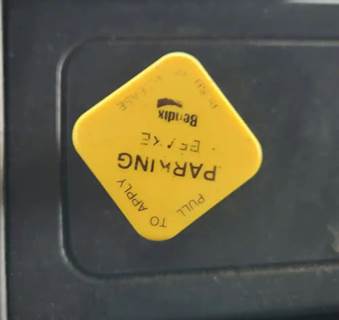 PULL
TO APPLY
PARKING
BRAKE
Bendix